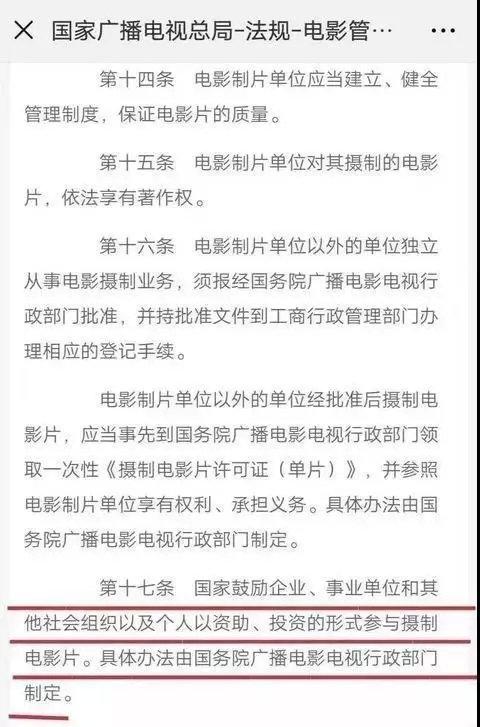 国家广播电视总局-法规-电影管…
第十四条 电影制片单位应当建立、健全
管理制度，保证电影片的质量。
第十五条 电影制片单位对其摄制的电影
片，依法享有著作权。
第十六条 电影制片单位以外的单位独立
从事电影摄制业务，须报经国务院广播电影电视行
政部门批准，并持批准文件到工商行政管理部门办
理相应的登记手续。
电影制片单位以外的单位经批准后摄制电
影片，应当事先到国务院广播电影电视行政部门领
取一次性《摄制电影片许可证（单片）》，并参照
电影制片单位享有权利、承担义务。具体办法由国
务院广播电影电视行政部门制定。
第十七条 国家鼓励企业、事业单位和其
他社会组织以及个人以资助、投资的形式参与摄制
电影片。具体办法由国务院广播电影电视行政部门
制定。